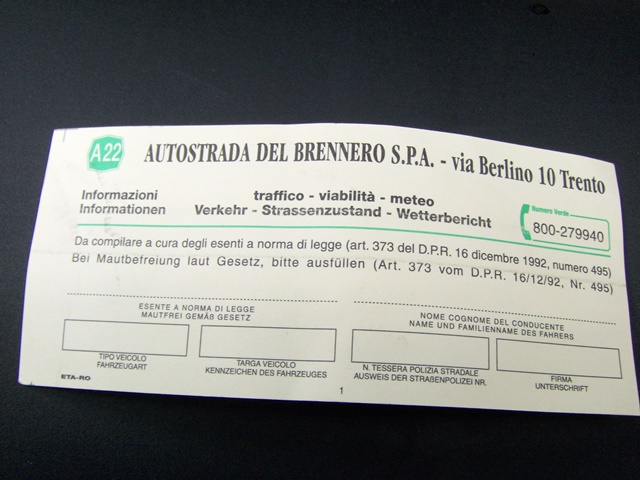 A22
AUTOSTRADA DEL BRENNERO S.P.A. - via Berlino 10 Trento
Informazioni traffico - viabilità - meteo
Informationen Verkehr - Strassenzustand - Wetterbericht
Numero Verde
800-279940
Da compilare a cura degli esenti a norma di legge (art. 373 del D.P.R. 16 dicembre 1992, numero 495)
Bei Mautbefreiung laut Gesetz, bitte ausfüllen (Art. 373 vom D.P.R. 16/12/92, Nr. 495)
ESENTE A NORMA DI LEGGE
MAUTFREI GEMÄß GESETZ
NOME COGNOME DEL CONDUCENTE
NAME UND FAMILIENNAME DES FAHRERS
TIPO VEICOLO
FAHRZEUGART
TARGA VEICOLO
KENNZEICHEN DES FAHRZEUGES
N. TESSERA POLIZIA STRADALE
AUSWEIS DER STRAßENPOLIZEI NR.
FIRMA
UNTERSCHRIFT
ETA-RO
1